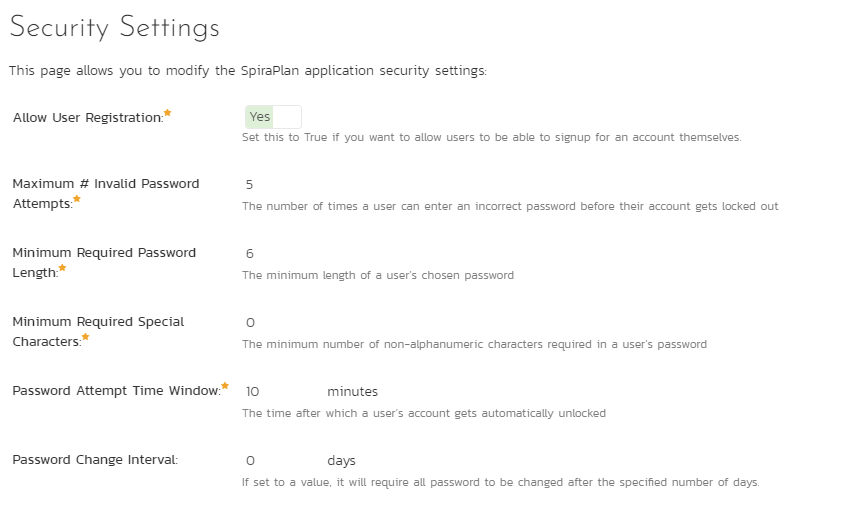 Security Settings
This page allows you to modify the SpiraPlan application security settings:
Allow User Registration:
Yes
Set this to True if you want to allow users to be able to signup for an account themselves.
Maximum # Invalid Password
Attempts:
5
The number of times a user can enter an incorrect password before their account gets locked out
Minimum Required Password
Length:
6
The minimum length of a user's chosen password
Minimum Required Special
Characters:
0
The minimum number of non-alphanumeric characters required in a user's password
Password Attempt Time Window:
10 minutes
The time after which a user's account gets automatically unlocked
Password Change Interval:
0 days
If set to a value, it will require all password to be changed after the specified number of days.